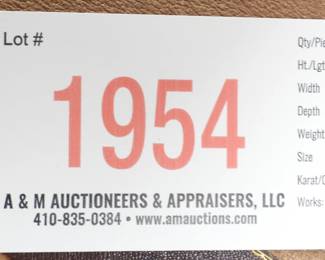 Lot #
1954
A & M AUCTIONEERS & APPRAISERS, LLC
410-835-0384 • www.amauctions.com
Ht./Lgt
Width
Depth
Weight
Size
Works: